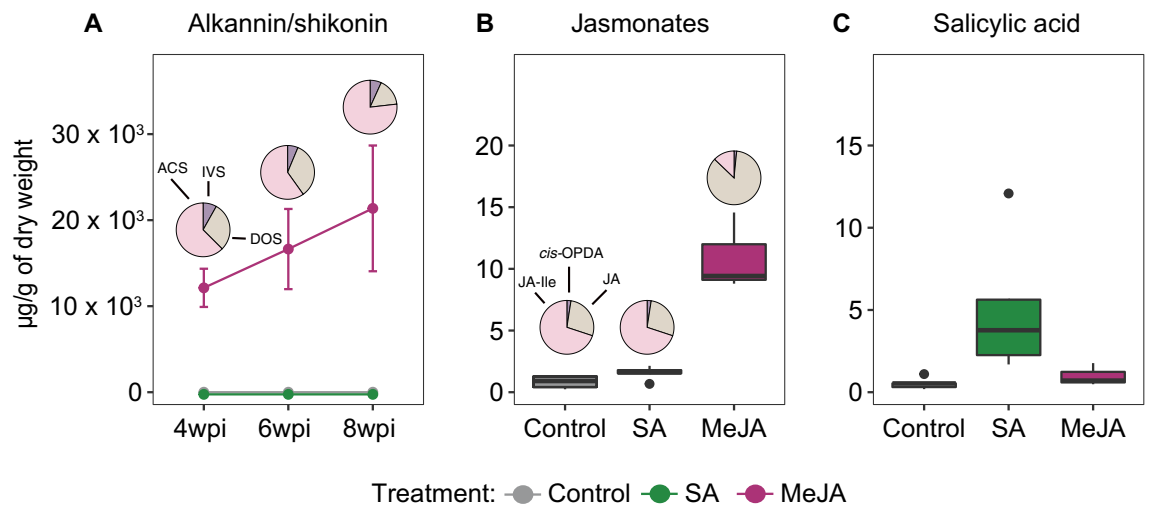 A Alkannin/shikonin
B Jasmonates
C Salicylic acid
µg/g of dry weight
30 x 10³
20 x 10³
10 x 10³
0
ACS
IVS
DOS
4wpi 6wpi 8wpi
20
15
10
5
0
cis-OPDA
JA-Ile
JA
Control SA MeJA
15
10
5
0
Control SA MeJA
Treatment: Control SA MeJA